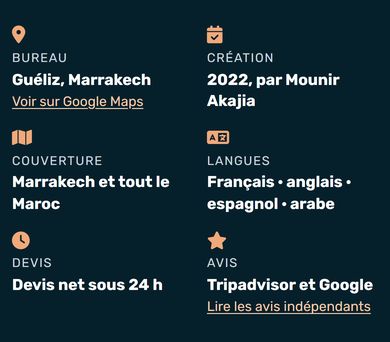 BUREAU
Guéliz, Marrakech
Voir sur Google Maps
CRÉATION
2022, par Mounir
Akajia
COUVERTURE
Marrakech et tout le
Maroc
LANGUES
Français • anglais •
espagnol • arabe
DEVIS
Devis net sous 24 h
AVIS
Tripadvisor et Google
Lire les avis indépendants